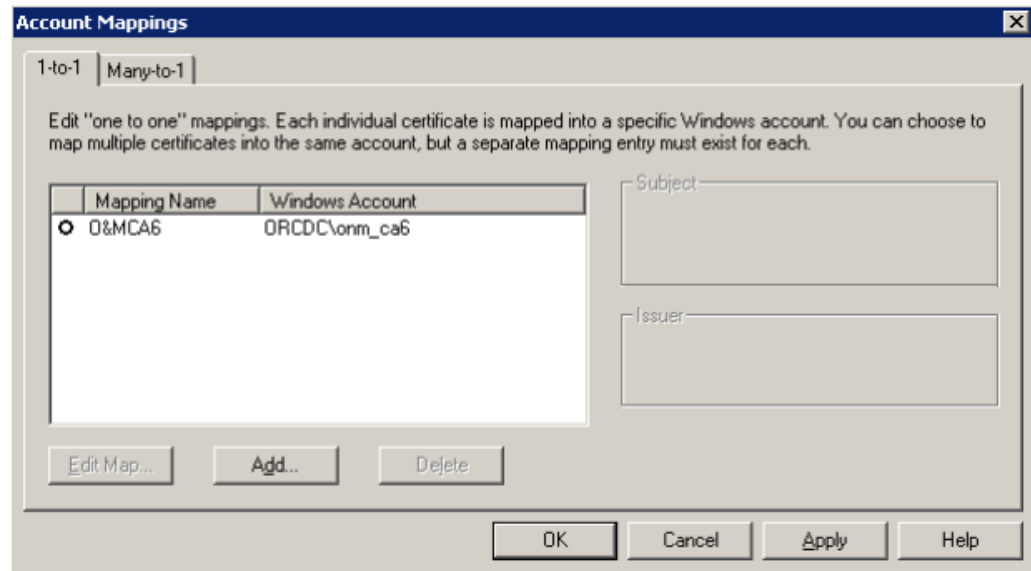 Account Mappings
1-to-1 Many-to-1
Edit "one to one" mappings. Each individual certificate is mapped into a specific Windows account. You can choose to
map multiple certificates into the same account, but a separate mapping entry must exist for each.
Subject
Mapping Name Windows Account
O&MCA6 ORCDC\onm_ca6
Issuer
Edit Map... Add... Delete
OK Cancel Apply Help